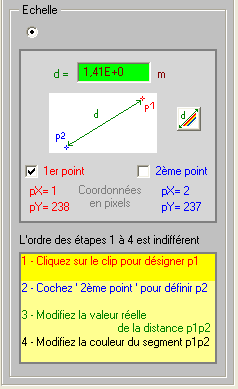 Echelle
d = 1,41E+0 m
p1
d
p2
d
1er point 2ème point
pX= 1 Coordonnées pX= 2
pY= 238 en pixels pY= 237
L'ordre des étapes 1 à 4 est indifférent
1 - Cliquez sur le clip pour désigner p1
2 - Cochez ' 2ème point ' pour définir p2
3 - Modifiez la valeur réelle
de la distance p1p2
4 - Modifiez la couleur du segment p1p2